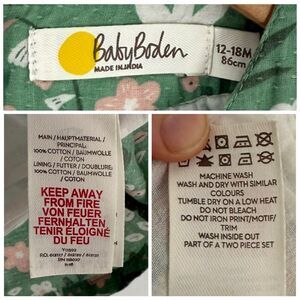 Baby Boden
MADE IN INDIA
12-18M
86cm
MAIN / HAUPTMATERIAL /
PRINCIPAL:
100% COTTON / BAUMWOLLE
/ COTON
LINING / FUTTER / DOUBLURE:
100% COTTON / BAUMWOLLE
/ COTON
KEEP AWAY
FROM FIRE
VON FEUER
FERNHALTEN
TENIR ÉLOIGNÉ
DU FEU
MACHINE WASH
WASH AND DRY WITH SIMILAR
COLOURS
TUMBLE DRY ON A LOW HEAT
DO NOT BLEACH
DO NOT IRON PRINT/MOTIF/
TRIM
WASH INSIDE OUT
PART OF A TWO PIECE SET